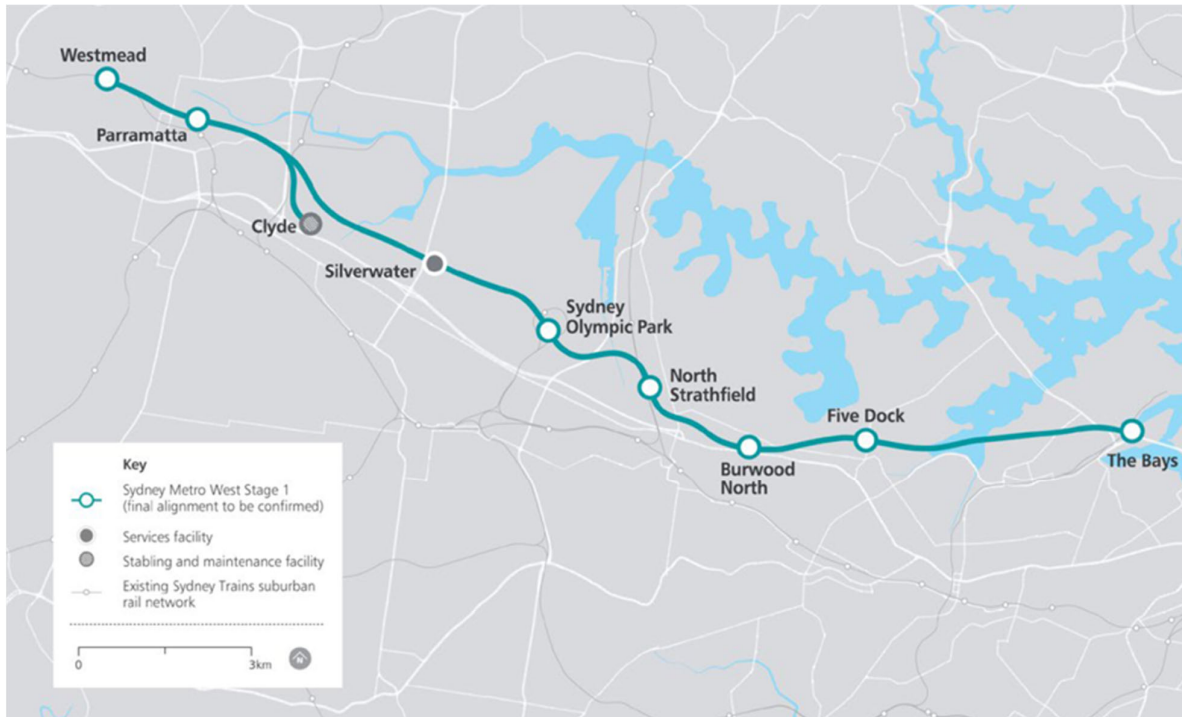 Westmead
Parramatta
Clyde
Silverwater
Sydney
Olympic Park
North
Strathfield
Five Dock
Burwood
North
The Bays
Key
Sydney Metro West Stage 1
(final alignment to be confirmed)
Services facility
Stabling and maintenance facility
Existing Sydney Trains suburban
rail network
0
3km
N